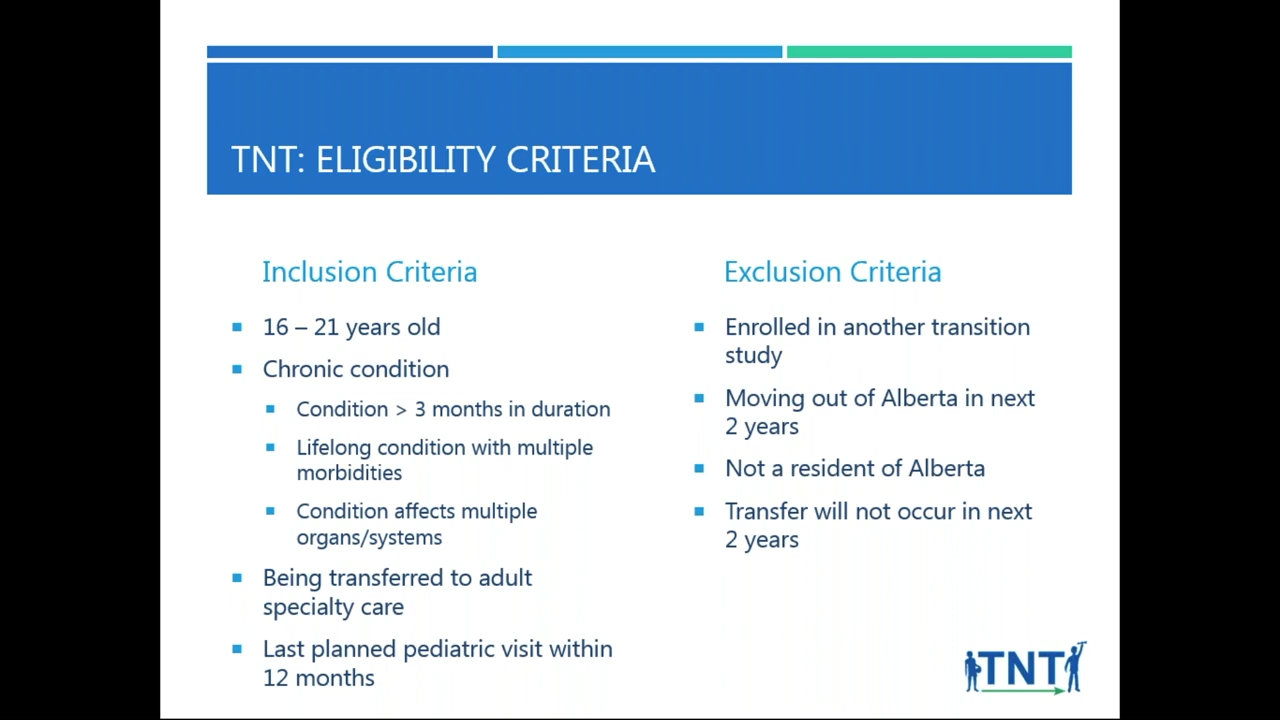 TNT: ELIGIBILITY CRITERIA
Inclusion Criteria
16 – 21 years old
Chronic condition
Condition > 3 months in duration
Lifelong condition with multiple
morbidities
Condition affects multiple
organs/systems
Being transferred to adult
specialty care
Last planned pediatric visit within
12 months
Exclusion Criteria
Enrolled in another transition
study
Moving out of Alberta in next
2 years
Not a resident of Alberta
Transfer will not occur in next
2 years
TNT